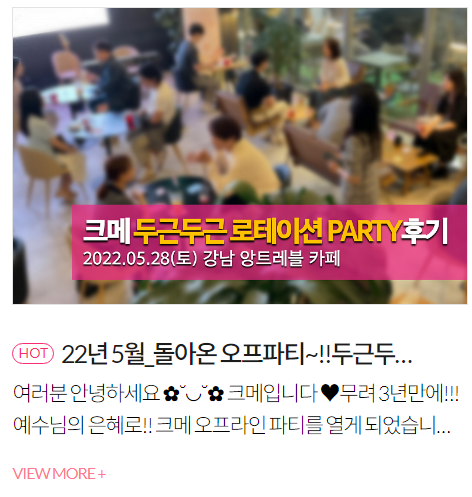 크메 두근두근 로테이션 PARTY후기
2022.05.28(토) 강남 앙트레블 카페
HOT 22년 5월_돌아온 오프파티~!!두근두...
여러분 안녕하세요 ✿˘◡˘✿ 크메입니다 ♥무려 3년만에!!!
예수님의 은혜로!! 크메 오프라인 파티를 열게 되었습니...
VIEW MORE +